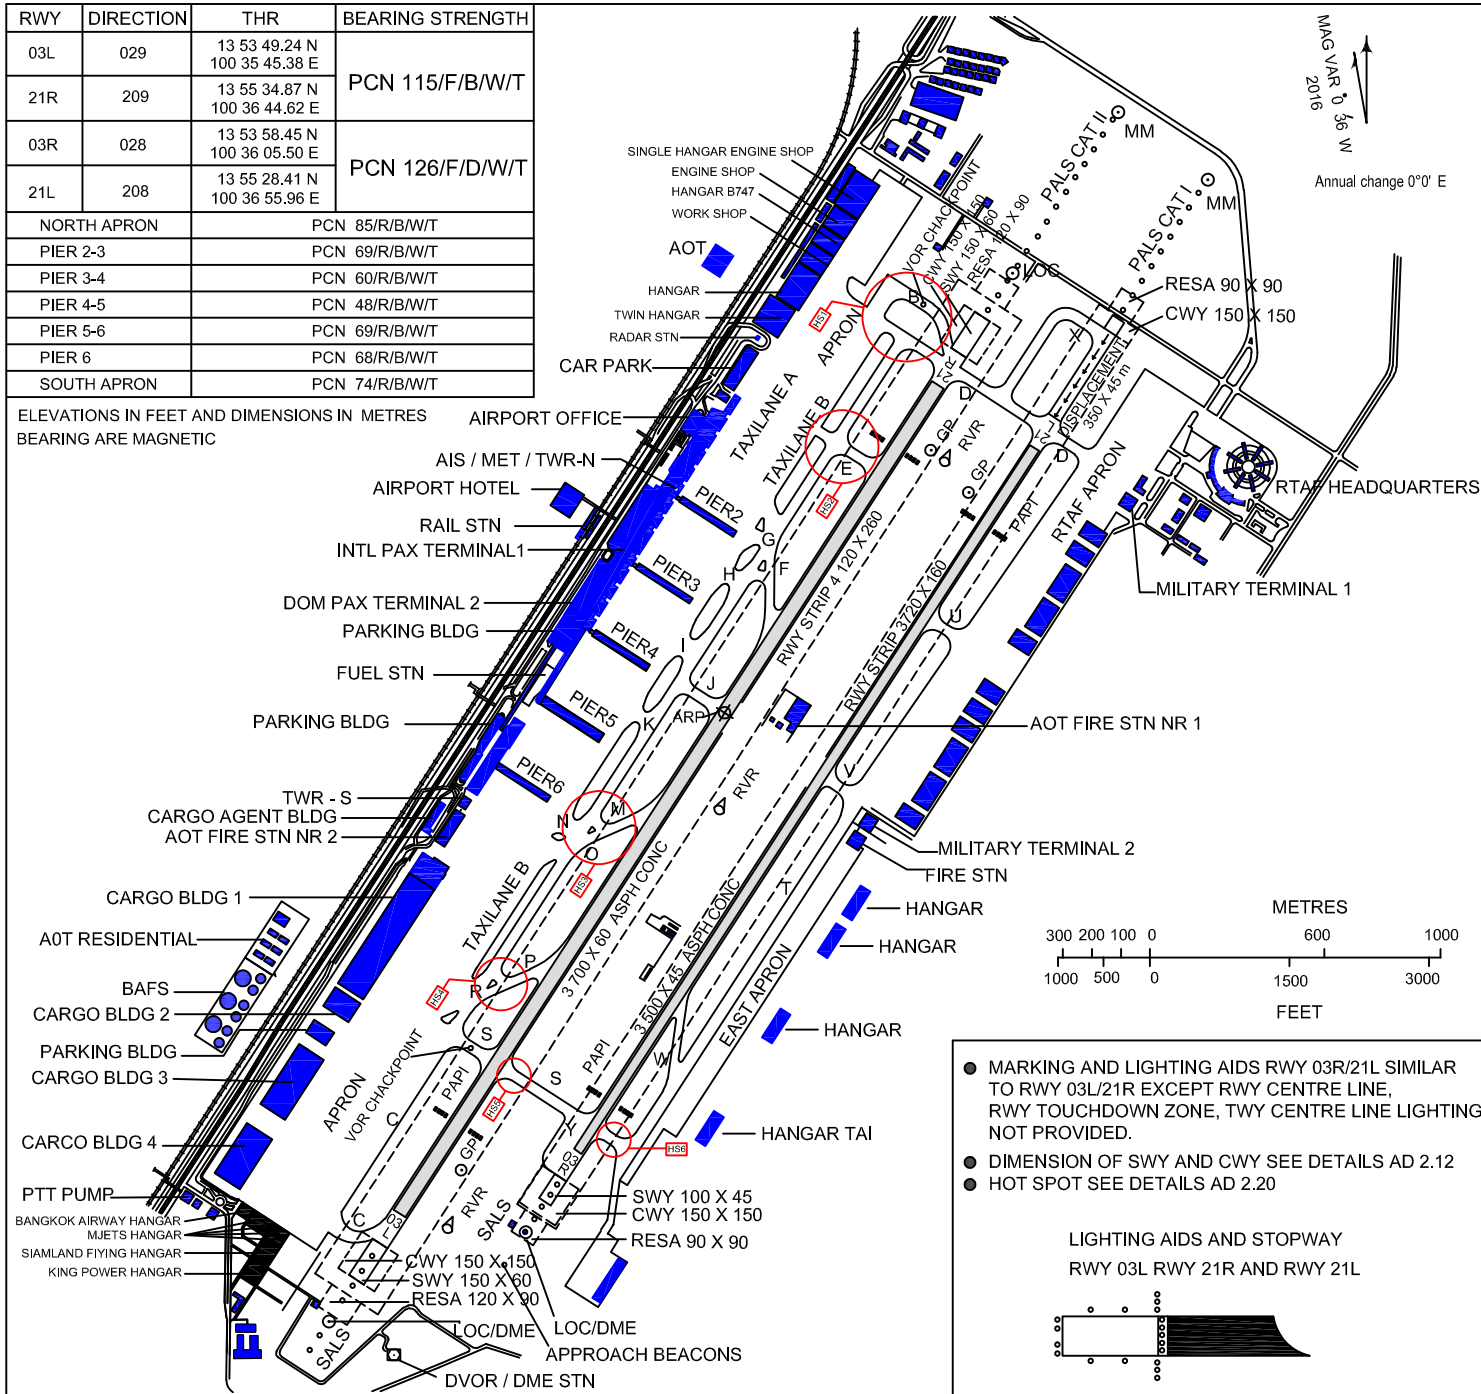 RWY DIRECTION THR BEARING STRENGTH
03L 029 13 53 49.24 N
100 35 45.38 E
PCN 115/F/B/W/T
21R 209 13 55 34.87 N
100 36 44.62 E
03R 028 13 53 58.45 N
100 36 05.50 E
PCN 126/F/D/W/T
21L 208 13 55 28.41 N
100 36 55.96 E
NORTH APRON PCN 85/R/B/W/T
PIER 2-3 PCN 69/R/B/W/T
PIER 3-4 PCN 60/R/B/W/T
PIER 4-5 PCN 48/R/B/W/T
PIER 5-6 PCN 69/R/B/W/T
PIER 6 PCN 68/R/B/W/T
SOUTH APRON PCN 74/R/B/W/T
ELEVATIONS IN FEET AND DIMENSIONS IN METRES
BEARING ARE MAGNETIC
MAG VAR 0 36 W
2016
Annual change 0°0' E
SINGLE HANGAR ENGINE SHOP
ENGINE SHOP
HANGAR B747
WORK SHOP
AOT
HANGAR
TWIN HANGAR
RADAR STN
CAR PARK
AIRPORT OFFICE
AIS / MET / TWR-N
AIRPORT HOTEL
RAIL STN
INTL PAX TERMINAL1
DOM PAX TERMINAL 2
PARKING BLDG
FUEL STN
PARKING BLDG
TWR - S
CARGO AGENT BLDG
AOT FIRE STN NR 2
CARGO BLDG 1
A0T RESIDENTIAL
BAFS
CARGO BLDG 2
PARKING BLDG
CARGO BLDG 3
CARCO BLDG 4
PTT PUMP
BANGKOK AIRWAY HANGAR
MJETS HANGAR
SIAMLAND FIYING HANGAR
KING POWER HANGAR
VOR CHACKPOINT
CWY 150 X 150
SWY 150 X 60
RESA 120 X 90
LOC
PALS CAT II
MM
PALS CAT I
MM
RESA 90 X 90
CWY 150 X 150
DISPLACEMENT
350 X 45 m
B
X
HS1
APRON
TAXILANE A
TAXILANE B
21R
D
21L
D
E
HS2
GP
RVR
GP
PAPI
RTAF APRON
RTAF HEADQUARTERS
MILITARY TERMINAL 1
PIER2
PIER3
PIER4
PIER5
PIER6
G
F
H
I
J
K
ARP
RWY STRIP 4 120 X 260
RWY STRIP 3720 X 160
U
V
AOT FIRE STN NR 1
RVR
M
N
O
HS3
MILITARY TERMINAL 2
FIRE STN
HANGAR
HANGAR
HANGAR
HANGAR TAI
TAXILANE B
3 700 X 60 ASPH CONC
3 500 X 45 ASPH CONC
T
EAST APRON
P
R
HS4
S
S
HS5
W
PAPI
Y
HS6
APRON
VOR CHACKPOINT
C
PAPI
GP
RVR
SALS
03R
C
03L
SWY 100 X 45
CWY 150 X 150
RESA 90 X 90
CWY 150 X 150
SWY 150 X 60
RESA 120 X 90
LOC/DME
LOC/DME
APPROACH BEACONS
SALS
DVOR / DME STN
METRES
300 200 100 0 600 1000
1000 500 0 1500 3000
FEET
MARKING AND LIGHTING AIDS RWY 03R/21L SIMILAR
TO RWY 03L/21R EXCEPT RWY CENTRE LINE,
RWY TOUCHDOWN ZONE, TWY CENTRE LINE LIGHTING
NOT PROVIDED.
DIMENSION OF SWY AND CWY SEE DETAILS AD 2.12
HOT SPOT SEE DETAILS AD 2.20
LIGHTING AIDS AND STOPWAY
RWY 03L RWY 21R AND RWY 21L